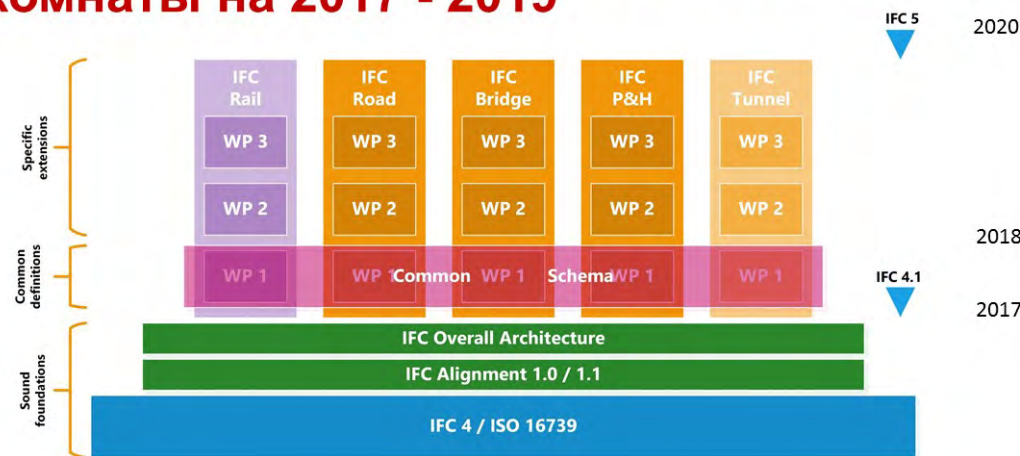 комнаты на 2017 - 2019
IFC 5
2020
IFC Rail
IFC Road
IFC Bridge
IFC P&H
IFC Tunnel
Specific extensions
WP 3
WP 3
WP 3
WP 3
WP 3
WP 2
WP 2
WP 2
WP 2
WP 2
2018
Common definitions
WP 1
WP 1
WP 1
WP 1
WP 1
Common Schema
IFC 4.1
2017
Sound foundations
IFC Overall Architecture
IFC Alignment 1.0 / 1.1
IFC 4 / ISO 16739